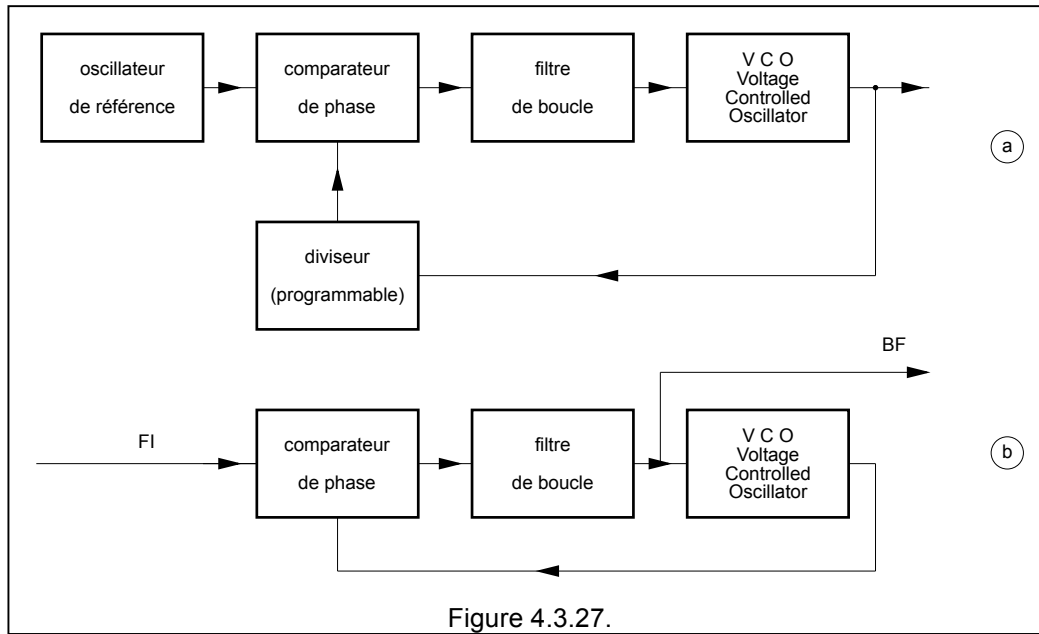 oscillateur
de référence
comparateur
de phase
filtre
de boucle
V C O
Voltage
Controlled
Oscillator
a
diviseur
(programmable)
BF
FI
comparateur
de phase
filtre
de boucle
V C O
Voltage
Controlled
Oscillator
b
Figure 4.3.27.